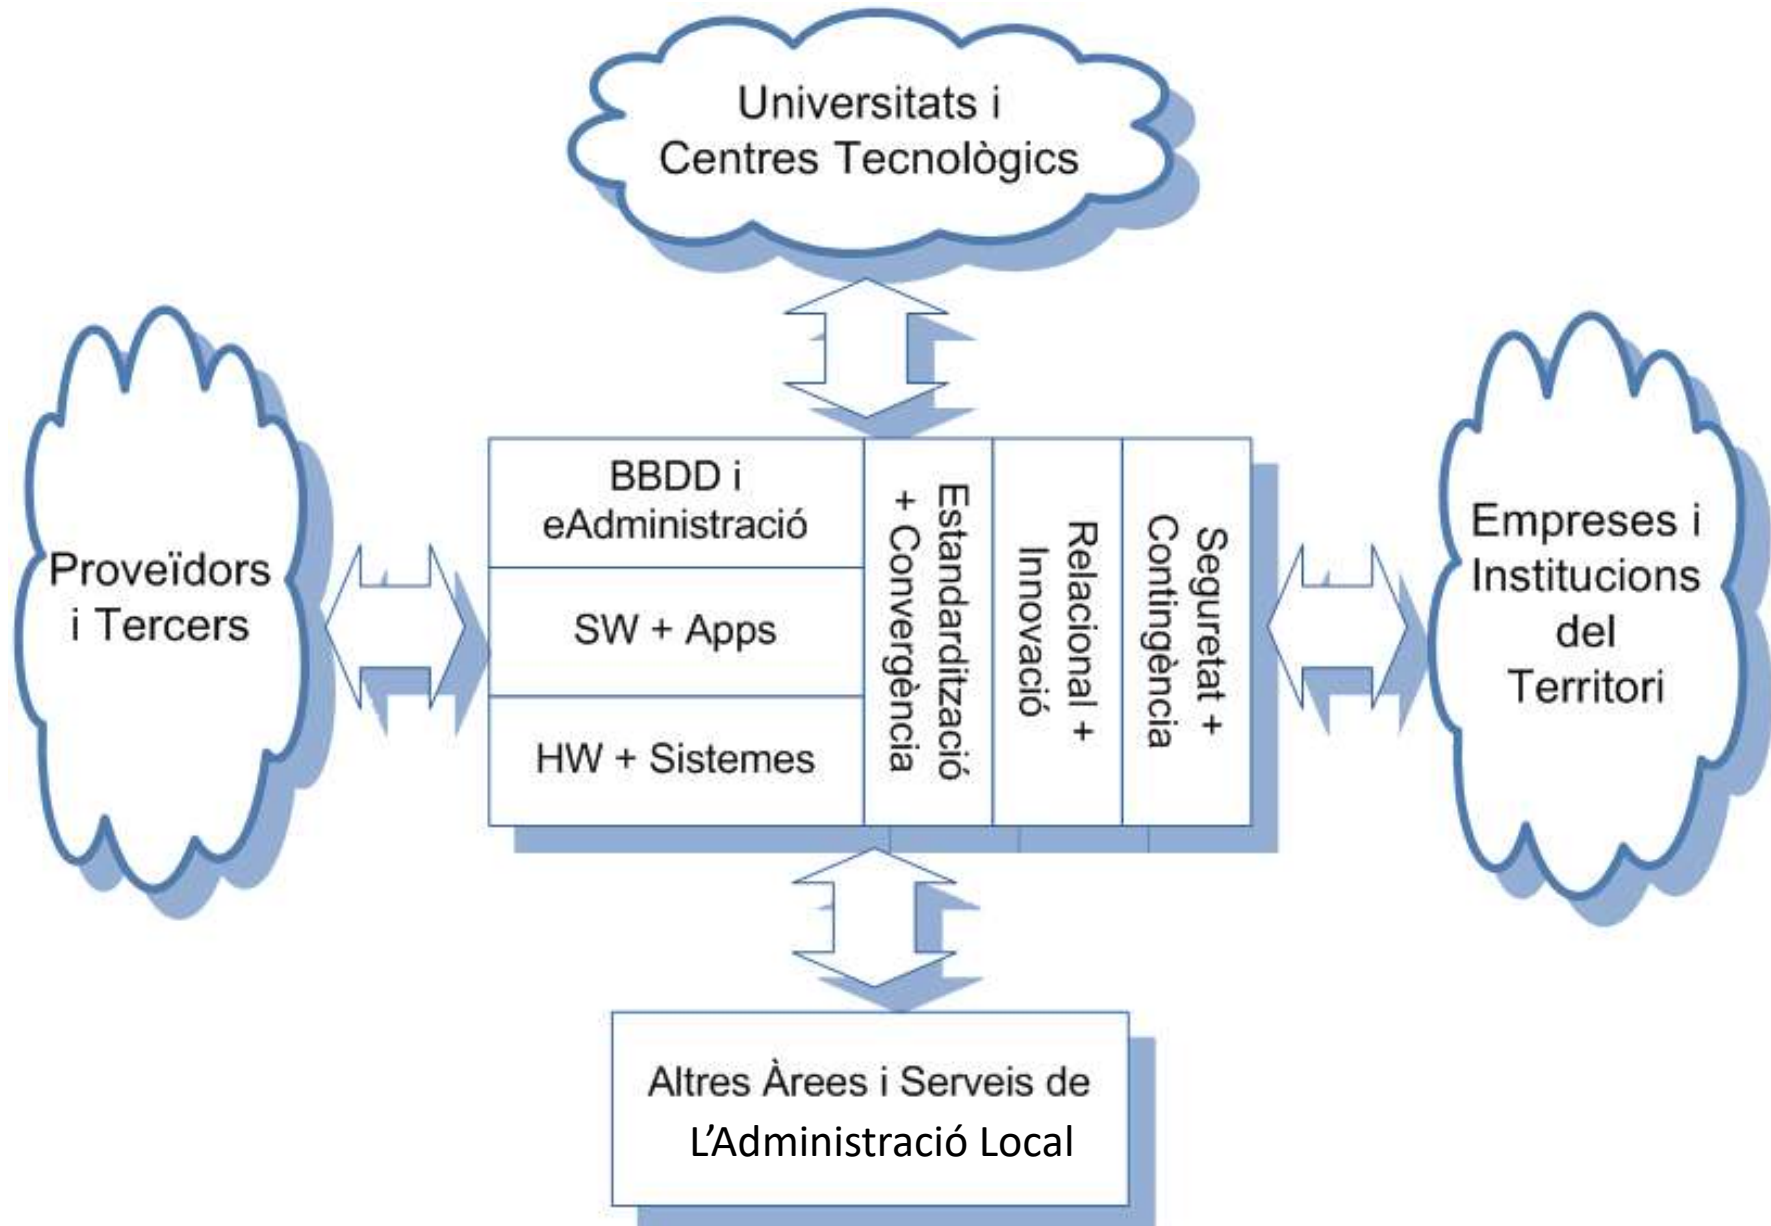 Universitats i
Centres Tecnològics
Proveïdors
i Tercers
BBDD i
eAdministració
SW + Apps
HW + Sistemes
Estandardització
+ Convergència
Relacional +
Innovació
Seguretat +
Contingència
Empreses i
Institucions
del
Territori
Altres Àrees i Serveis de
L’Administració Local